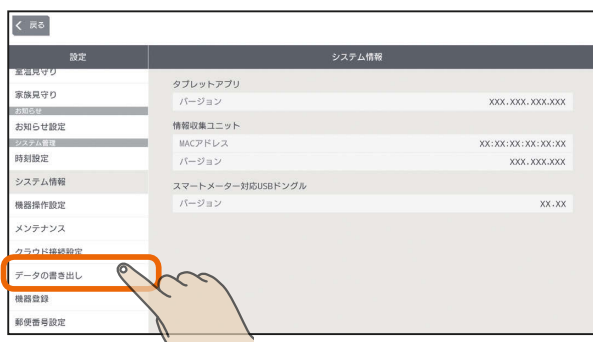 戻る
設定
システム情報
室温見守り
家族見守り
お知らせ
お知らせ設定
システム管理
時刻設定
システム情報
機器操作設定
メンテナンス
クラウド接続設定
データの書き出し
機器登録
郵便番号設定
タブレットアプリ
バージョン XXX.XXX.XXX.XXX
情報収集ユニット
MACアドレス XX:XX:XX:XX:XX:XX
バージョン XXX.XXX.XXX
スマートメーター対応USBドングル
バージョン XX.XX